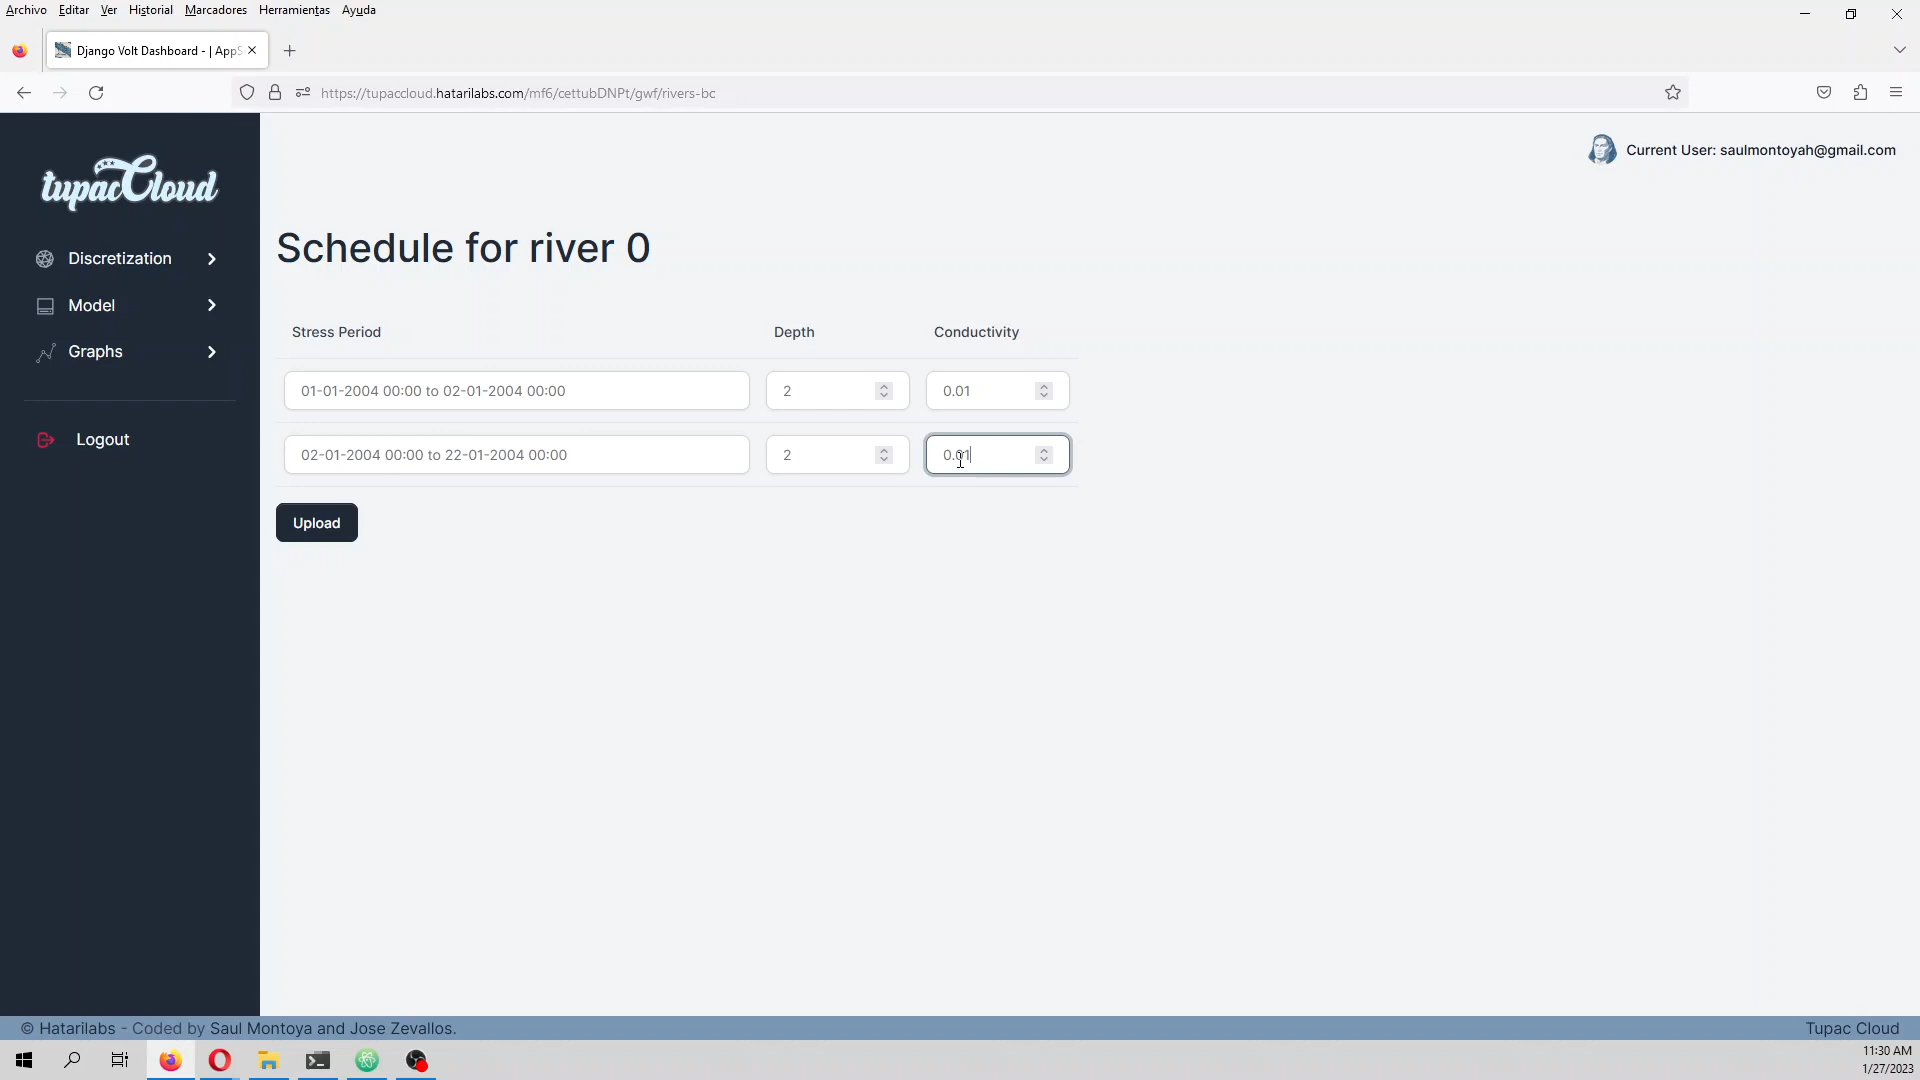 Archivo Editar Ver Historial Marcadores Herramientas Ayuda
Django Volt Dashboard - | AppS
https://tupaccloud.hatarilabs.com/mf6/cettubDNPt/gwf/rivers-bc
tupacCloud
Current User: saulmontoyah@gmail.com
Discretization
Model
Graphs
Logout
Schedule for river 0
Stress Period Depth Conductivity
01-01-2004 00:00 to 02-01-2004 00:00 2 0.01
02-01-2004 00:00 to 22-01-2004 00:00 2 0.01
Upload
© Hatarilabs - Coded by Saul Montoya and Jose Zevallos. Tupac Cloud
11:30 AM
1/27/2023